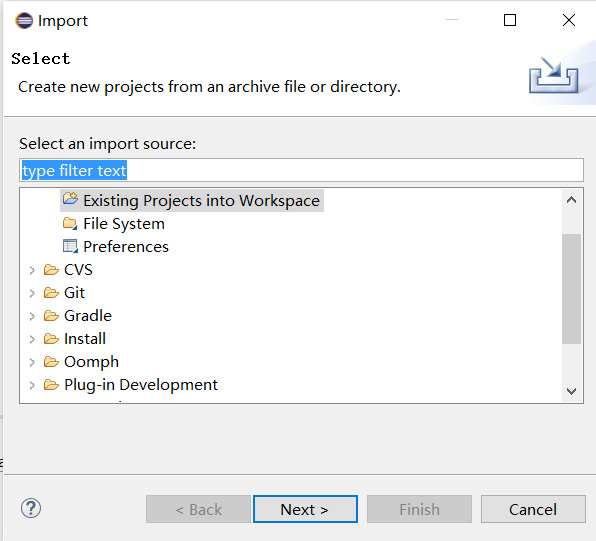 Import
Select
Create new projects from an archive file or directory.
Select an import source:
type filter text
Existing Projects into Workspace
File System
Preferences
CVS
Git
Gradle
Install
Oomph
Plug-in Development
< Back
Next >
Finish
Cancel